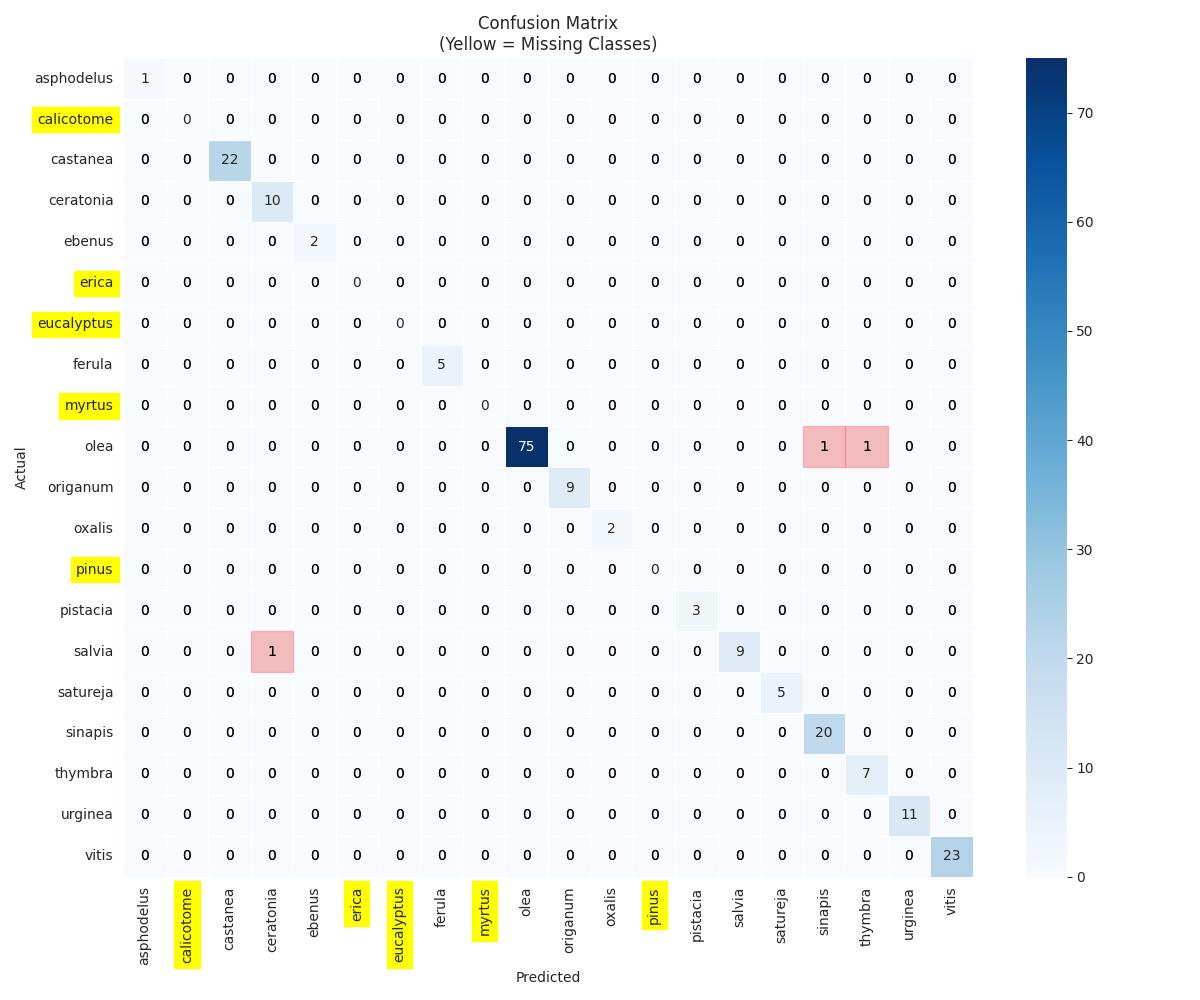 Confusion Matrix
(Yellow = Missing Classes)
asphodelus 1 0 0 0 0 0 0 0 0 0 0 0 0 0 0 0 0 0 0 0
calicotome 0 0 0 0 0 0 0 0 0 0 0 0 0 0 0 0 0 0 0 0
castanea 0 0 22 0 0 0 0 0 0 0 0 0 0 0 0 0 0 0 0 0
ceratonia 0 0 0 10 0 0 0 0 0 0 0 0 0 0 0 0 0 0 0 0
ebenus 0 0 0 0 2 0 0 0 0 0 0 0 0 0 0 0 0 0 0 0
erica 0 0 0 0 0 0 0 0 0 0 0 0 0 0 0 0 0 0 0 0
eucalyptus 0 0 0 0 0 0 0 0 0 0 0 0 0 0 0 0 0 0 0 0
ferula 0 0 0 0 0 0 0 5 0 0 0 0 0 0 0 0 0 0 0 0
myrtus 0 0 0 0 0 0 0 0 0 0 0 0 0 0 0 0 0 0 0 0
olea 0 0 0 0 0 0 0 0 0 75 0 0 0 0 0 0 1 1 0 0
origanum 0 0 0 0 0 0 0 0 0 0 9 0 0 0 0 0 0 0 0 0
oxalis 0 0 0 0 0 0 0 0 0 0 0 2 0 0 0 0 0 0 0 0
pinus 0 0 0 0 0 0 0 0 0 0 0 0 0 0 0 0 0 0 0 0
pistacia 0 0 0 0 0 0 0 0 0 0 0 0 0 3 0 0 0 0 0 0
salvia 0 0 0 1 0 0 0 0 0 0 0 0 0 0 9 0 0 0 0 0
satureja 0 0 0 0 0 0 0 0 0 0 0 0 0 0 0 5 0 0 0 0
sinapis 0 0 0 0 0 0 0 0 0 0 0 0 0 0 0 0 20 0 0 0
thymbra 0 0 0 0 0 0 0 0 0 0 0 0 0 0 0 0 0 7 0 0
urginea 0 0 0 0 0 0 0 0 0 0 0 0 0 0 0 0 0 0 11 0
vitis 0 0 0 0 0 0 0 0 0 0 0 0 0 0 0 0 0 0 0 23
Actual
asphodelus calicotome castanea ceratonia ebenus erica eucalyptus ferula myrtus olea origanum oxalis pinus pistacia salvia satureja sinapis thymbra urginea vitis
Predicted
70
60
50
40
30
20
10
0